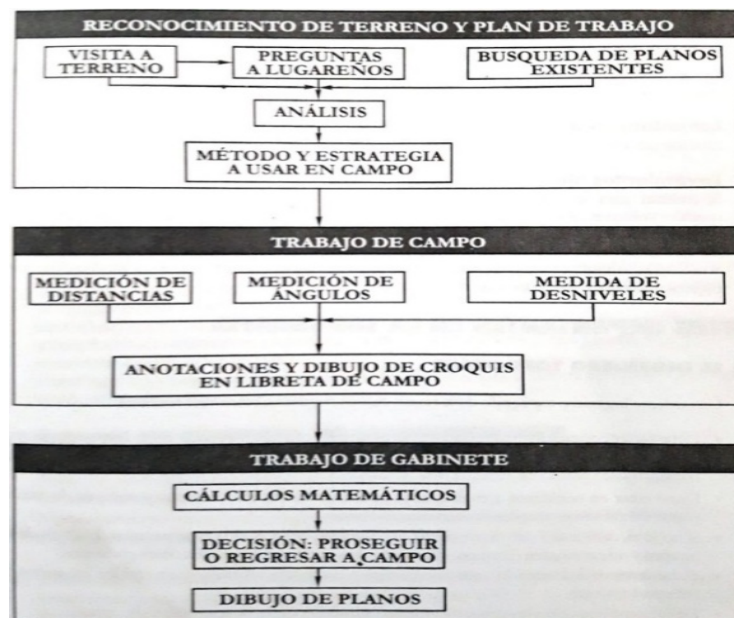 RECONOCIMIENTO DE TERRENO Y PLAN DE TRABAJO
VISITA A
TERRENO
PREGUNTAS
A LUGAREÑOS
BUSQUEDA DE PLANOS
EXISTENTES
ANÁLISIS
MÉTODO Y ESTRATEGIA
A USAR EN CAMPO
TRABAJO DE CAMPO
MEDICIÓN DE
DISTANCIAS
MEDICIÓN DE
ÁNGULOS
MEDIDA DE
DESNIVELES
ANOTACIONES Y DIBUJO DE CROQUIS
EN LIBRETA DE CAMPO
TRABAJO DE GABINETE
CÁLCULOS MATEMÁTICOS
DECISIÓN: PROSEGUIR
O REGRESAR A CAMPO
DIBUJO DE PLANOS